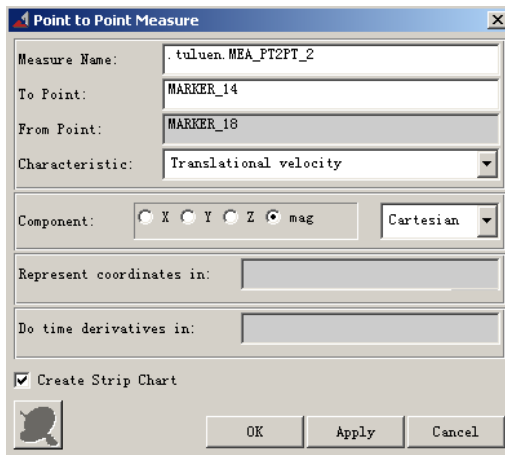 Point to Point Measure
Measure Name: .tuluen.MEA_PT2PT_2
To Point: MARKER_14
From Point: MARKER_18
Characteristic: Translational velocity
Component: X Y Z mag Cartesian
Represent coordinates in:
Do time derivatives in:
Create Strip Chart
OK Apply Cancel